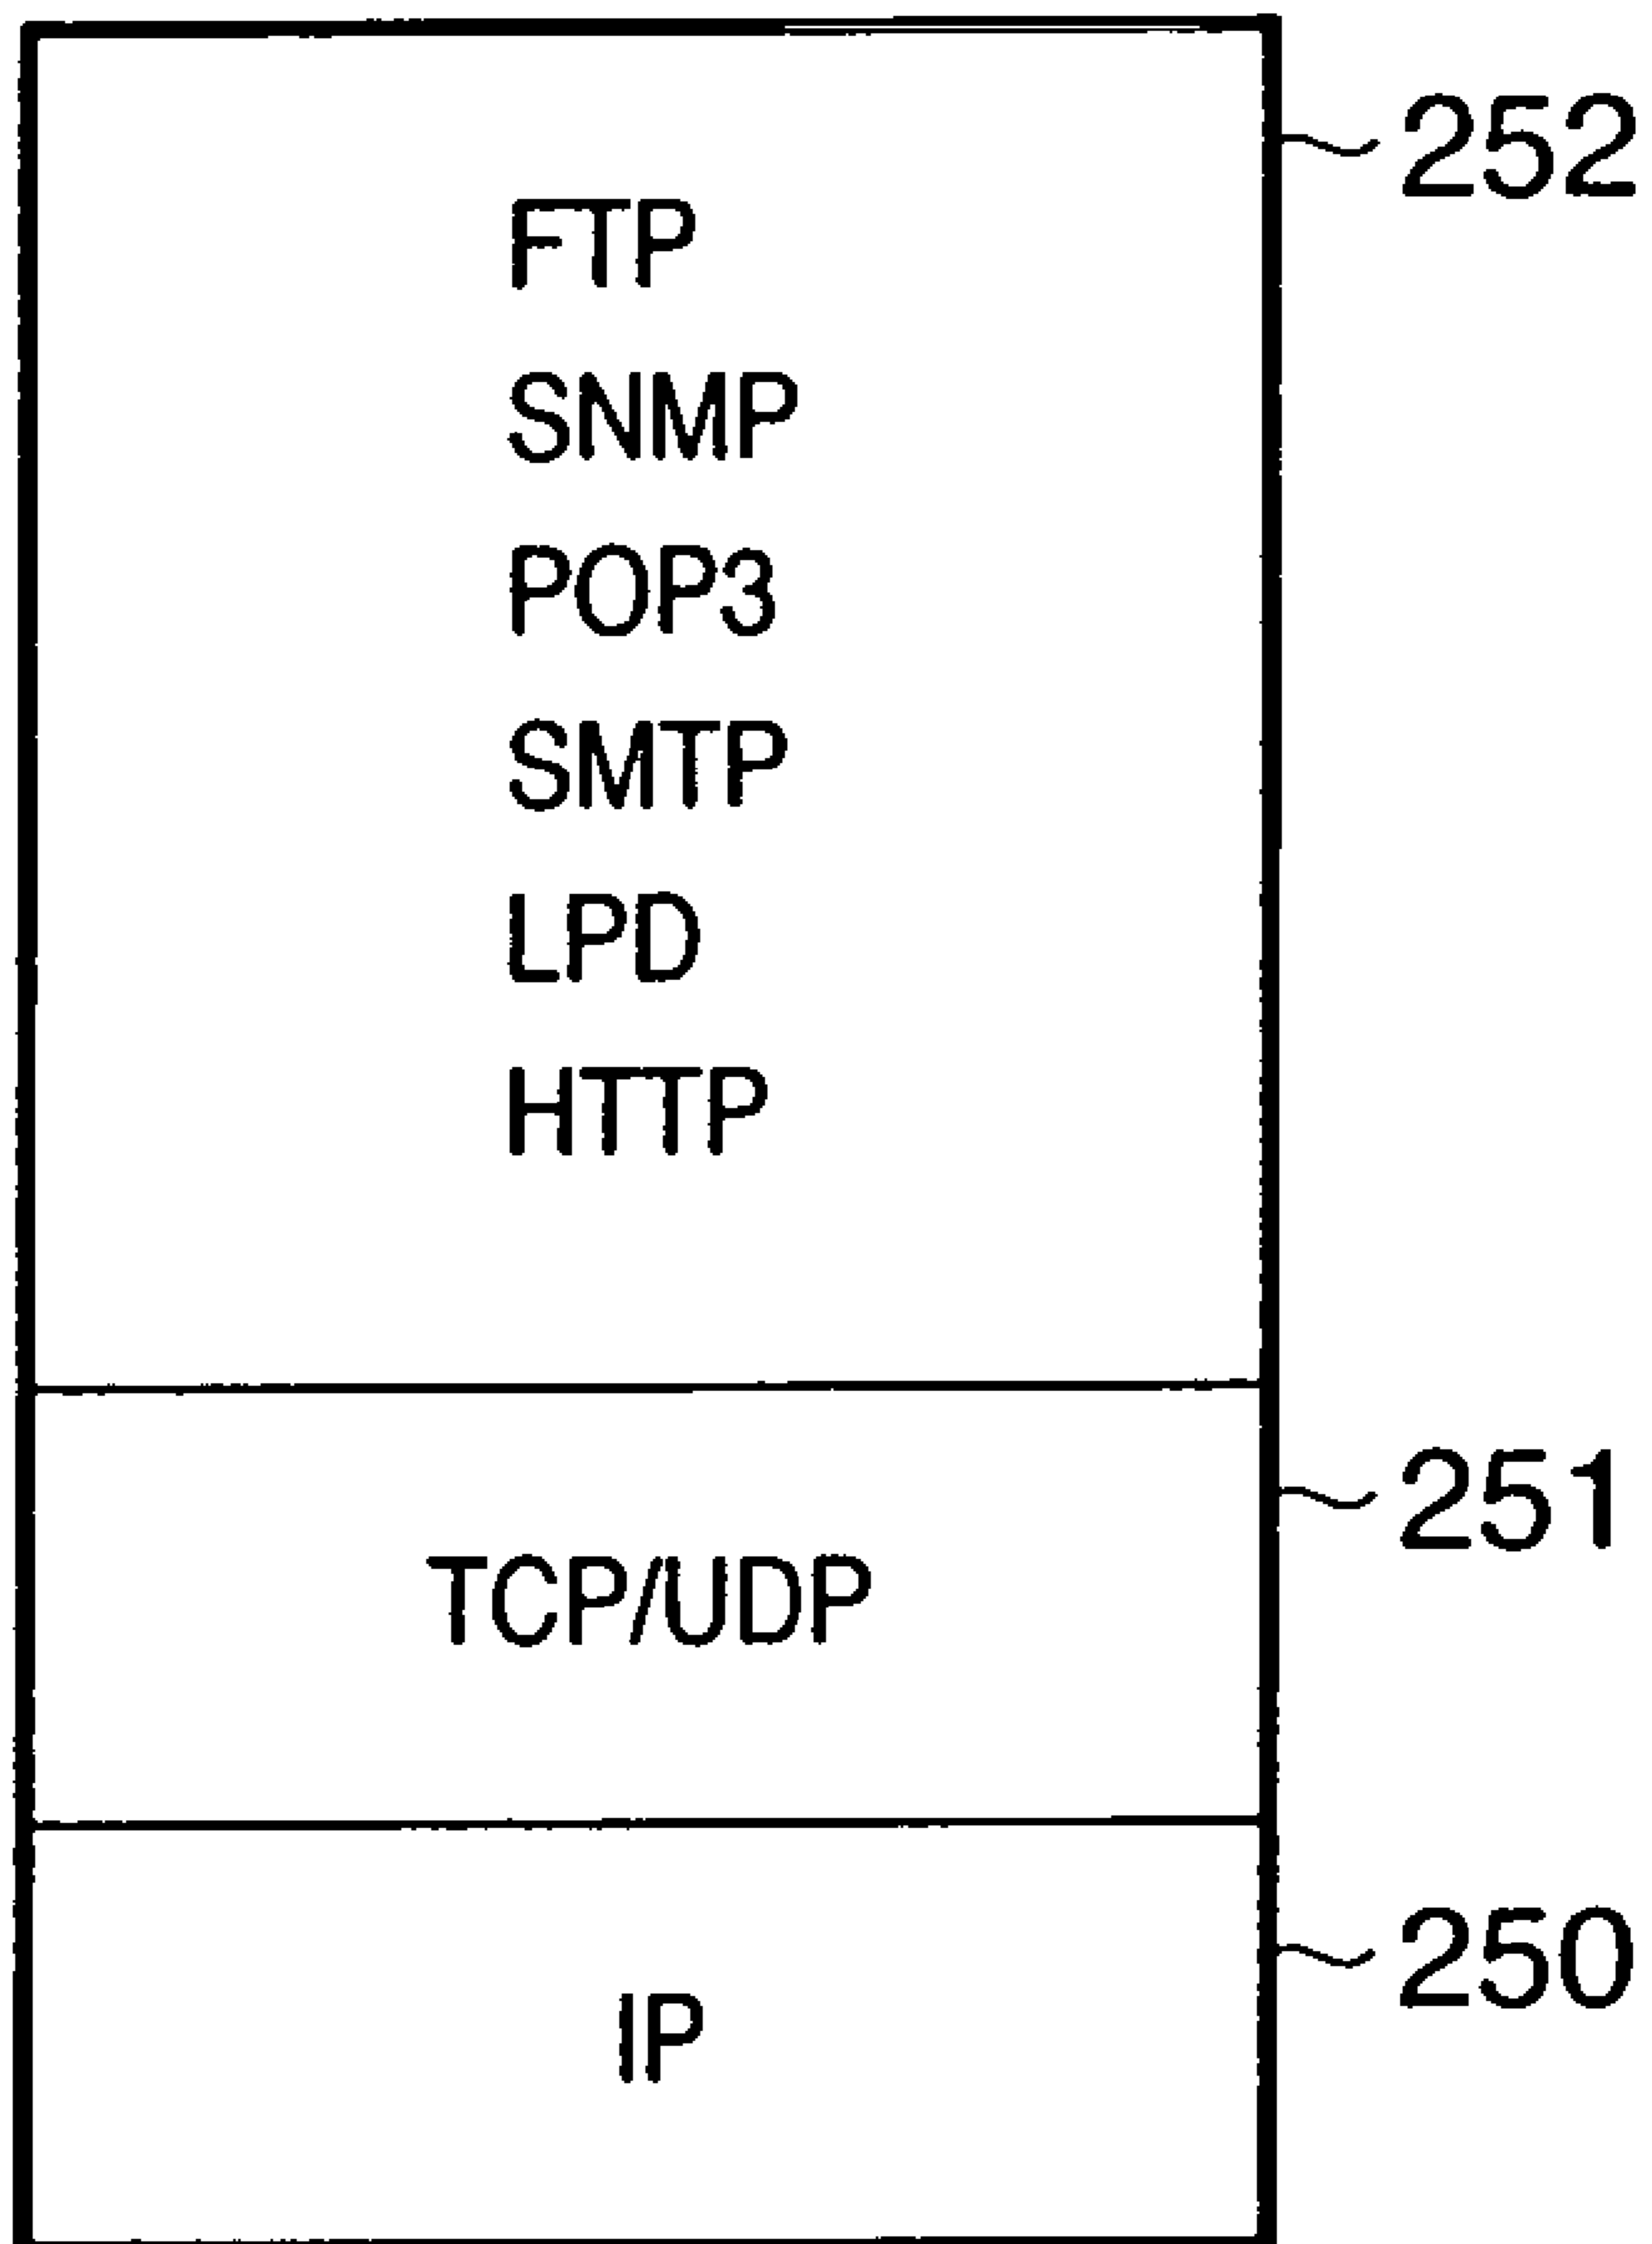 252
FTP
SNMP
POP3
SMTP
LPD
HTTP
251
TCP/UDP
250
IP